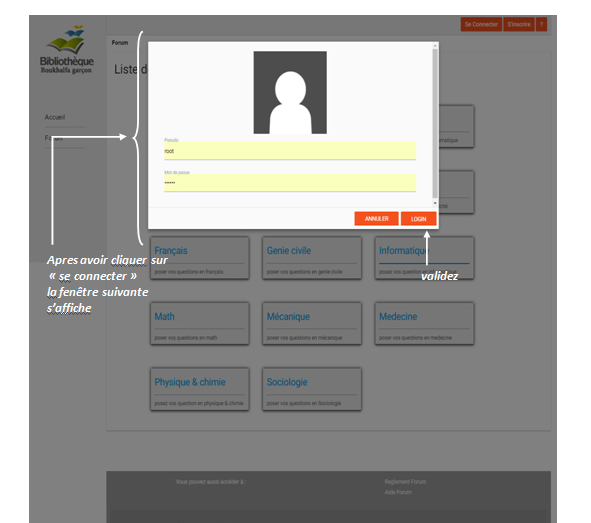 Se Connecter S'inscrire ?
Bibliothèque
Boukhalfa garçon
Forum
Liste d
Accueil
Pseudo
root
Mot de passe
••••••
ANNULER LOGIN
Français Genie civile Informatique
poser vos questions en français poser vos questions en genie civile
Apres avoir cliquer sur
« se connecter »
la fenêtre suivante
s'affiche
validez
Math Mécanique Medecine
poser vos questions en math poser vos questions en mécanique poser vos questions en medecine
Physique & chimie Sociologie
posez vos question en physique & chimie poser vos questions en Sociologie
Vous pouvez aussi accéder à : Reglement Forum
Aide Forum